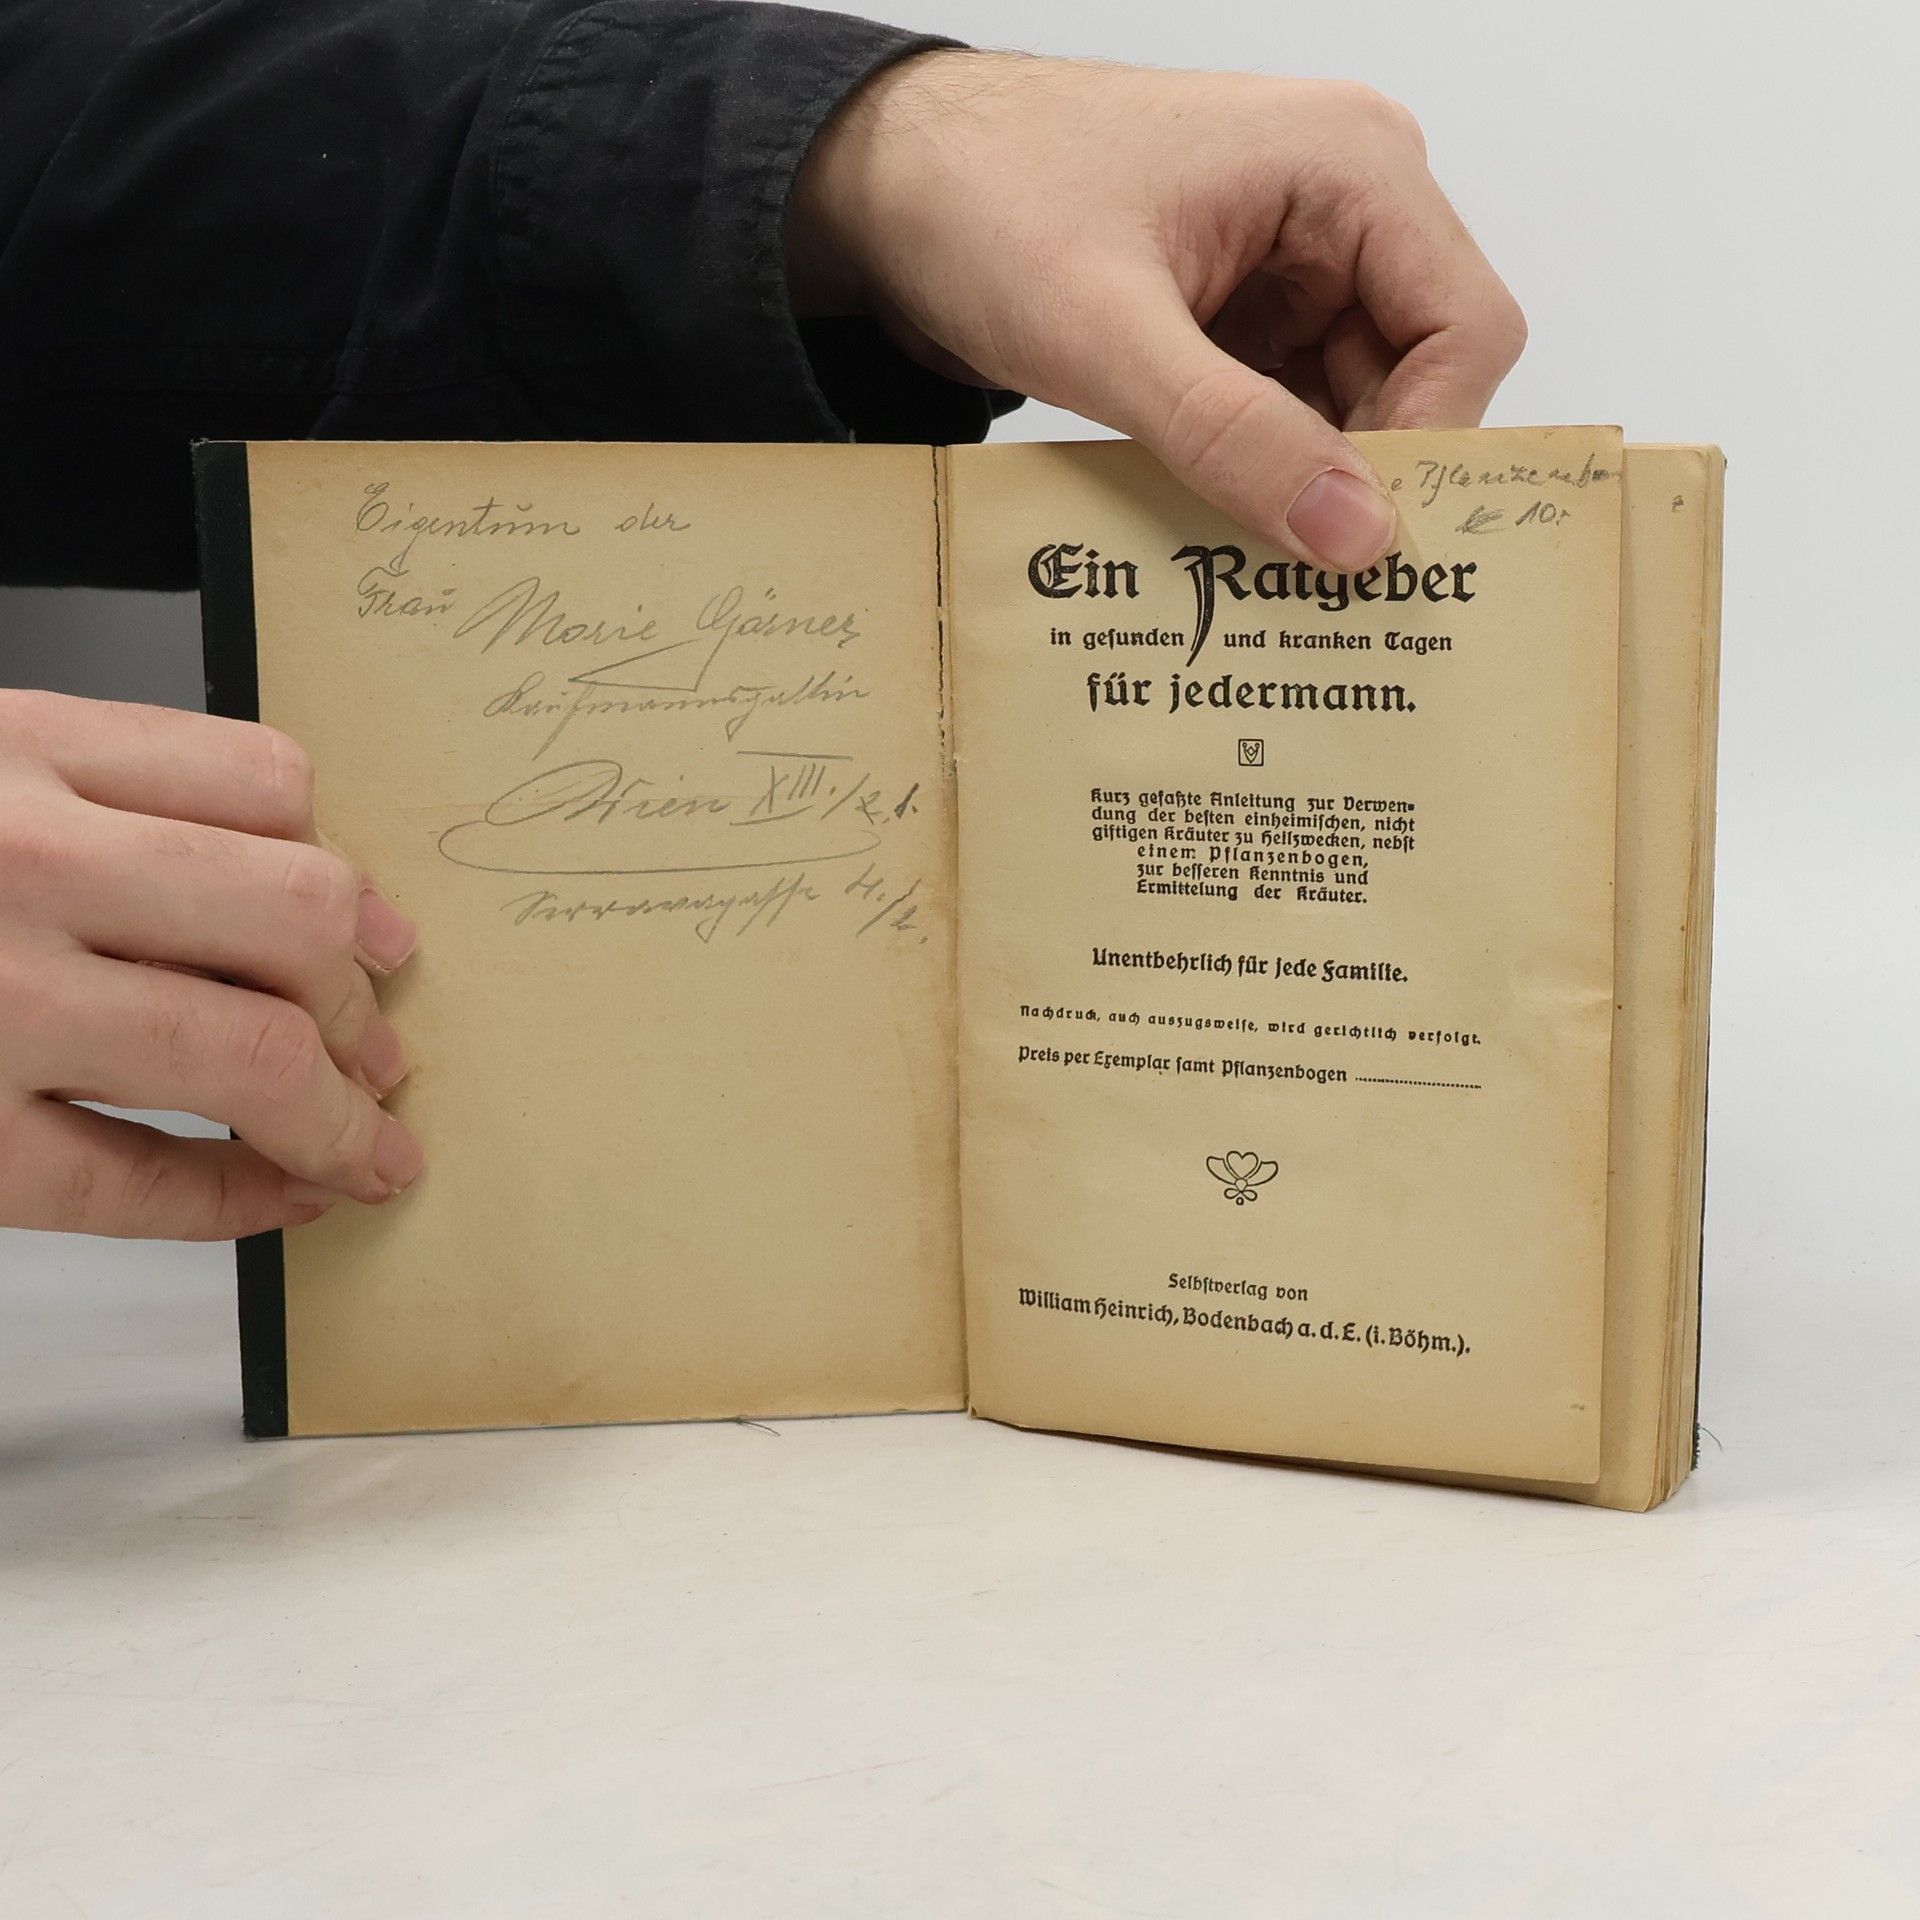 Eigentum der
Frau Marie
Kaufmannsgattin
Wien XIII./
10.
Ein Ratgeber
in gesunden und kranken Tagen
für jedermann.
Kurz gefaßte Anleitung zur Verwen-
dung der besten einheimischen, nicht
giftigen Kräuter zu Heilzwecken, nebst
einem Pflanzenbogen,
zur besseren Kenntnis und
Ermittelung der Kräuter.
Unentbehrlich für jede Familie.
Nachdruck, auch auszugsweise, wird gerichtlich verfolgt.
Preis per Exemplar samt Pflanzenbogen ....................
Selbstverlag von
William Heinrich, Bodenbach a. d. E. (i. Böhm.).